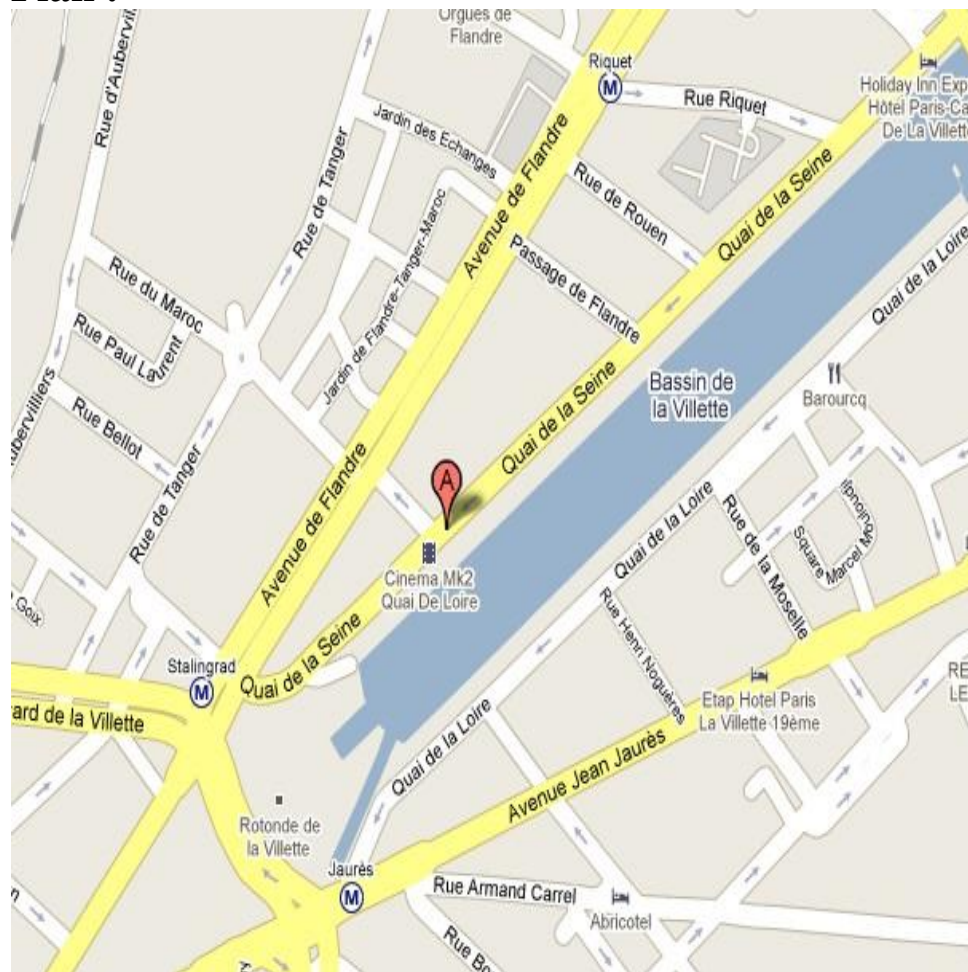 Orgues de
Flandre
Riquet
M
Rue Riquet
Holiday Inn Exp
Hôtel Paris-Ca
De La Villett
Rue d'Aubervil
Rue de Tanger
Jardin des Echanges
Avenue de Flandre
Rue de Rouen
Quai de la Seine
Quai de la Loire
Passage de Flandre
Jardin de Flandre-Tanger-Maroc
Rue du Maroc
Rue Paul Laurent
Rue Bellot
ubervilliers
Rue de Tanger
Bassin de
la Villette
Barourcq
Quai de la Seine
A
Avenue de Flandre
Cinema Mk2
Quai De Loire
Quai de la Loire
Rue de la Moselle
Square
Marcel M
Goix
Rue Henri Noguères
Stalingrad
M
Quai de la Seine
ard de la Villette
Etap Hotel Paris
La Villette 19ème
RE
LE
Quai de la Loire
Avenue Jean Jaurès
Rotonde de
la Villette
Jaurès
M
Rue Armand Carrel
Abricotel
Rue Bo
n